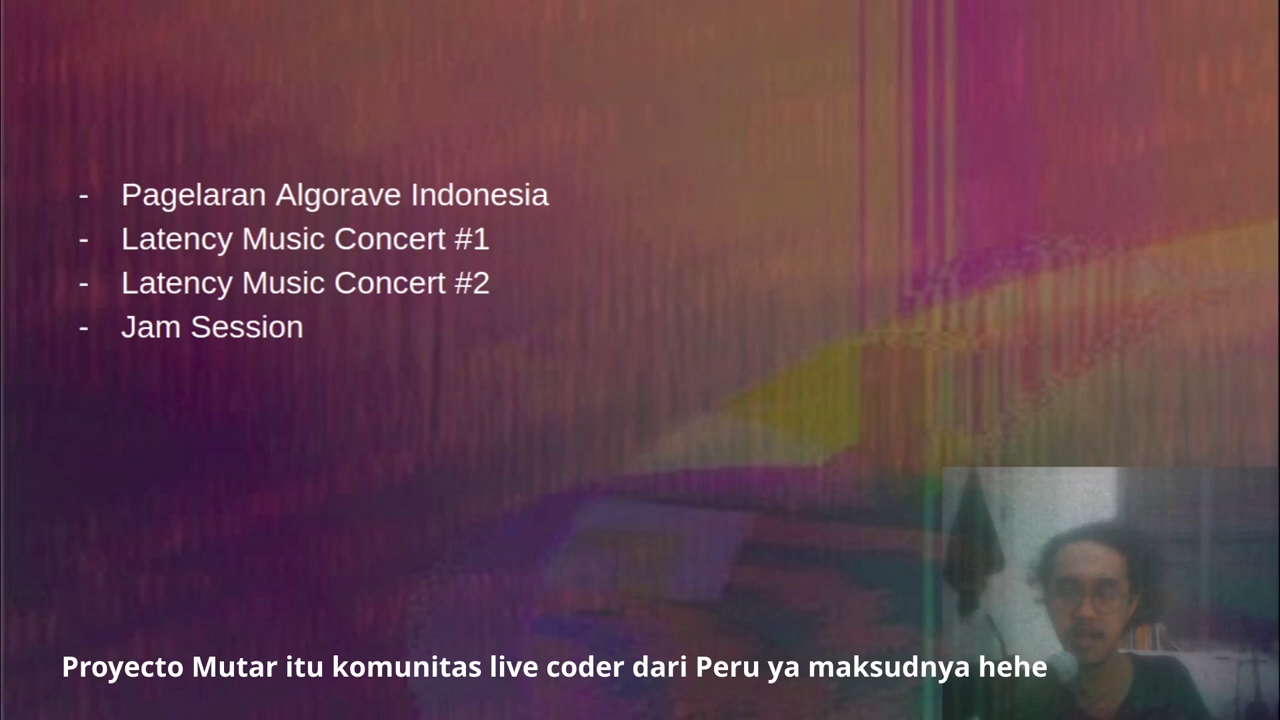 - Pagelaran Algorave Indonesia
- Latency Music Concert #1
- Latency Music Concert #2
- Jam Session
Proyecto Mutar itu komunitas live coder dari Peru ya maksudnya hehe